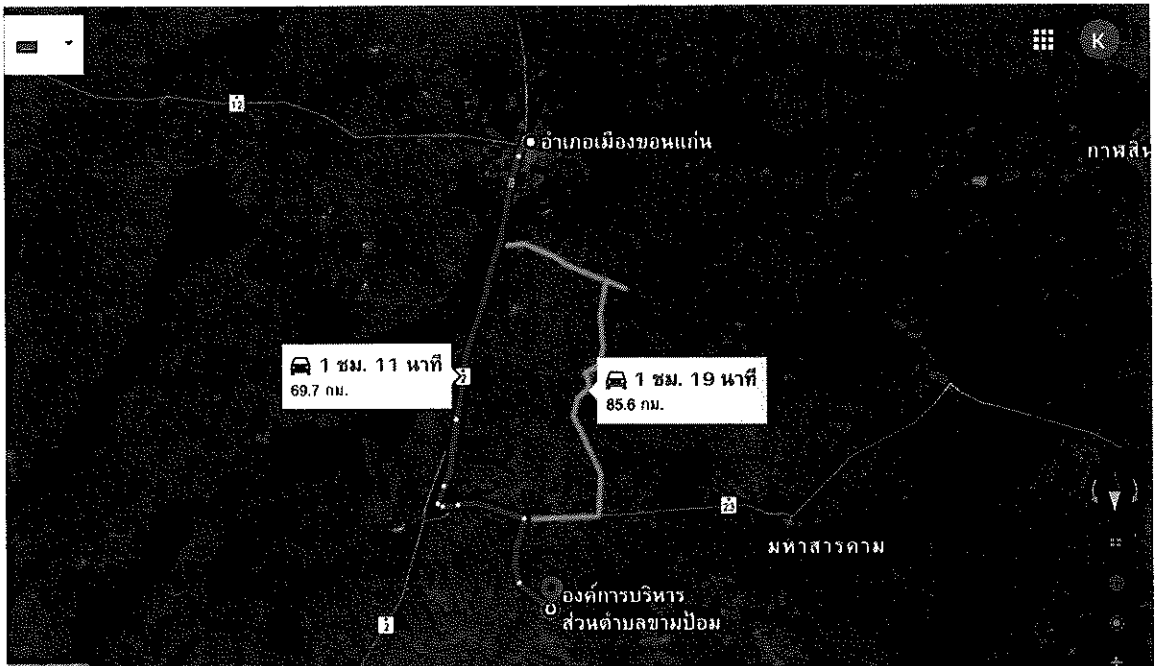 K
12
อำเภอเมืองขอนแก่น
กาฬสิน
1 ชม. 11 นาที
69.7 กม.
2
1 ชม. 19 นาที
85.6 กม.
23
มหาสารคาม
องค์การบริหาร
ส่วนตำบลขามป้อม
2